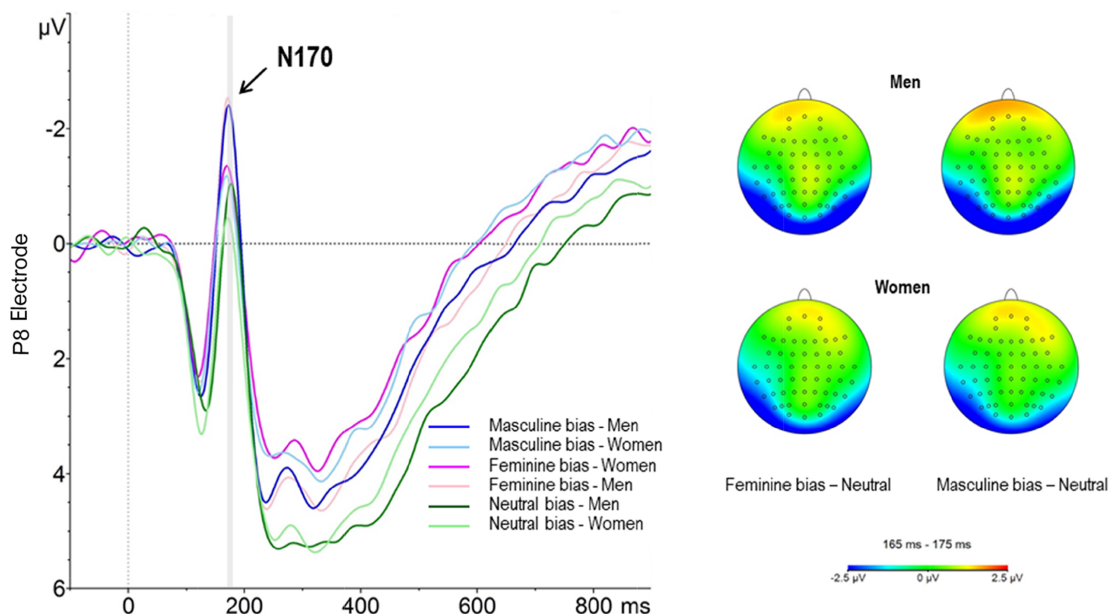 μV
N170
-2
0
2
4
6
P8 Electrode
0
200
400
600
800 ms
Masculine bias - Men
Masculine bias - Women
Feminine bias - Women
Feminine bias - Men
Neutral bias - Men
Neutral bias - Women
Men
Women
Feminine bias – Neutral
Masculine bias – Neutral
165 ms - 175 ms
-2.5 μV
0 μV
2.5 μV